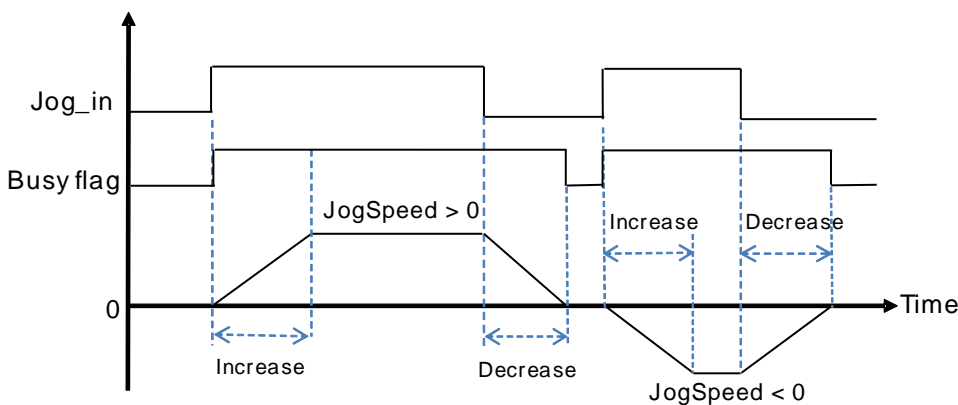 Jog_in
Busy flag
JogSpeed > 0
Increase
Decrease
0
Time
Increase
Decrease
JogSpeed < 0